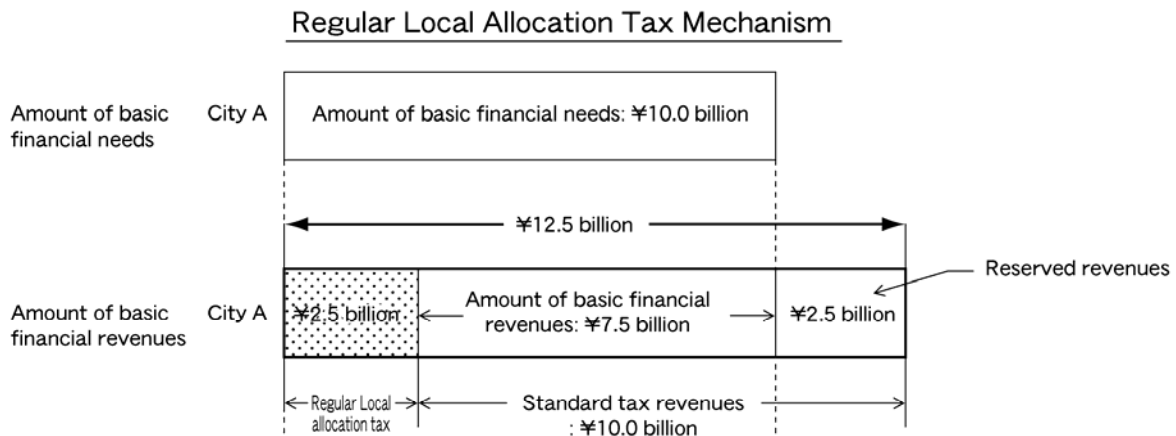 Regular Local Allocation Tax Mechanism
Amount of basic
financial needs
City A
Amount of basic financial needs: ¥10.0 billion
¥12.5 billion
Reserved revenues
Amount of basic
financial revenues
City A
¥2.5 billion
Amount of basic financial
revenues: ¥7.5 billion
¥2.5 billion
Regular Local
allocation tax
Standard tax revenues
: ¥10.0 billion